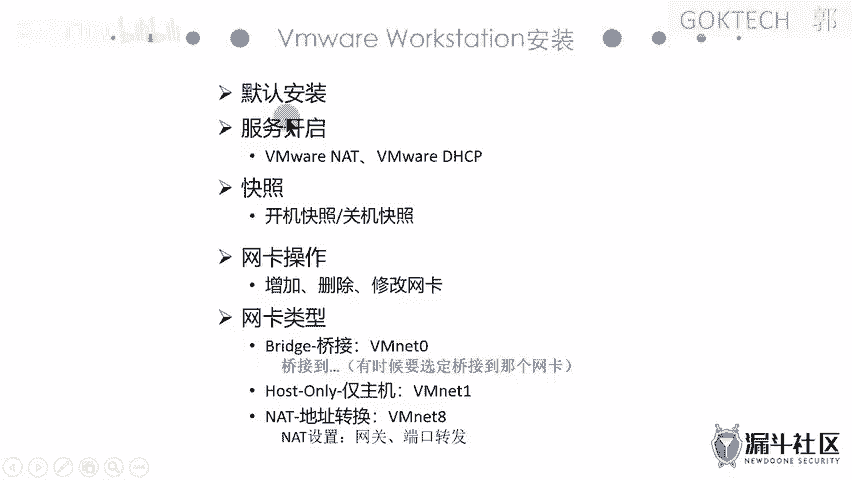 GOKTECH 郭
Vmware Workstation安装
默认安装
服务开启
VMware NAT、VMware DHCP
快照
开机快照/关机快照
网卡操作
增加、删除、修改网卡
网卡类型
Bridge-桥接：VMnet0
桥接到…（有时候要选定桥接到那个网卡）
Host-Only-仅主机：VMnet1
NAT-地址转换：VMnet8
NAT设置：网关、端口转发
漏斗社区
NEWDOONE SECURITY